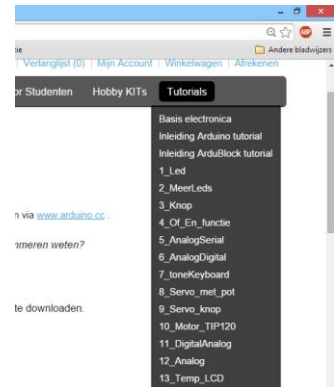 Andere bladwijzers
Verlanglijst (0) | Mijn Account | Winkelwagen | Afrekenen
Studenten Hobby KITs Tutorials
Basis electronica
Inleiding Arduino tutorial
Inleiding ArduBlock tutorial
1_Led
2_MeerLeds
3_Knop
4_Of_En_functie
5_AnalogSerial
6_AnalogDigital
7_toneKeyboard
8_Servo_met_pot
9_Servo_knop
10_Motor_TIP120
11_DigitalAnalog
12_Analog
13_Temp_LCD
via www.arduino.cc .
weten?
te downloaden.